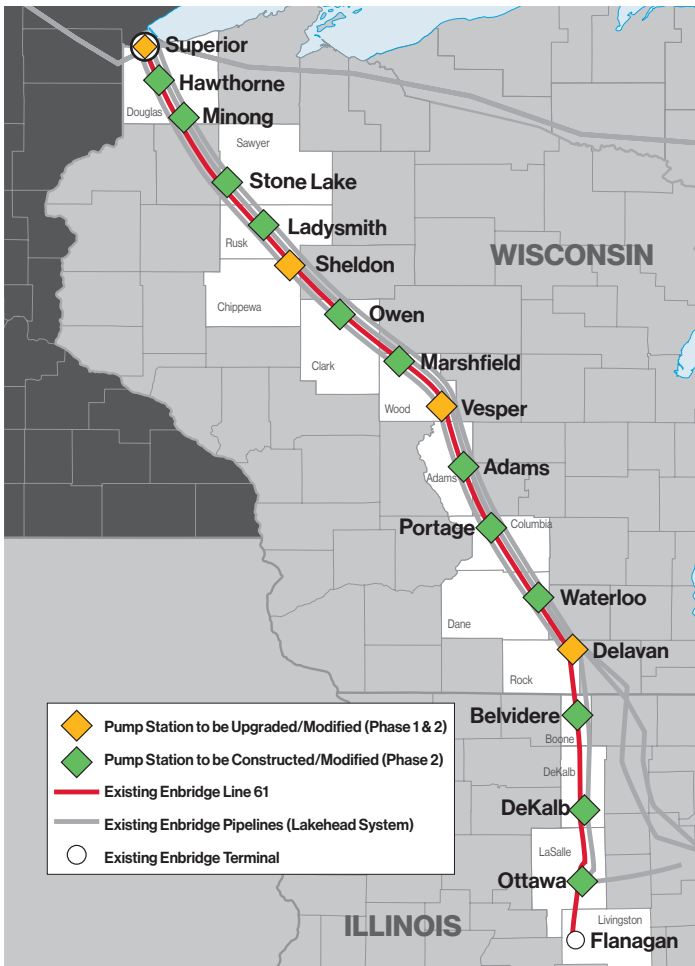 Superior
Hawthorne
Douglas
Minong
Sawyer
Stone Lake
Ladysmith
Rusk
WISCONSIN
Sheldon
Chippewa
Owen
Clark
Marshfield
Wood
Vesper
Adams
Adams
Portage
Columbia
Waterloo
Dane
Delavan
Rock
Belvidere
Boone
DeKalb
DeKalb
LaSalle
Ottawa
Livingston
ILLINOIS
Flanagan
Pump Station to be Upgraded/Modified (Phase 1 & 2)
Pump Station to be Constructed/Modified (Phase 2)
Existing Enbridge Line 61
Existing Enbridge Pipelines (Lakehead System)
Existing Enbridge Terminal